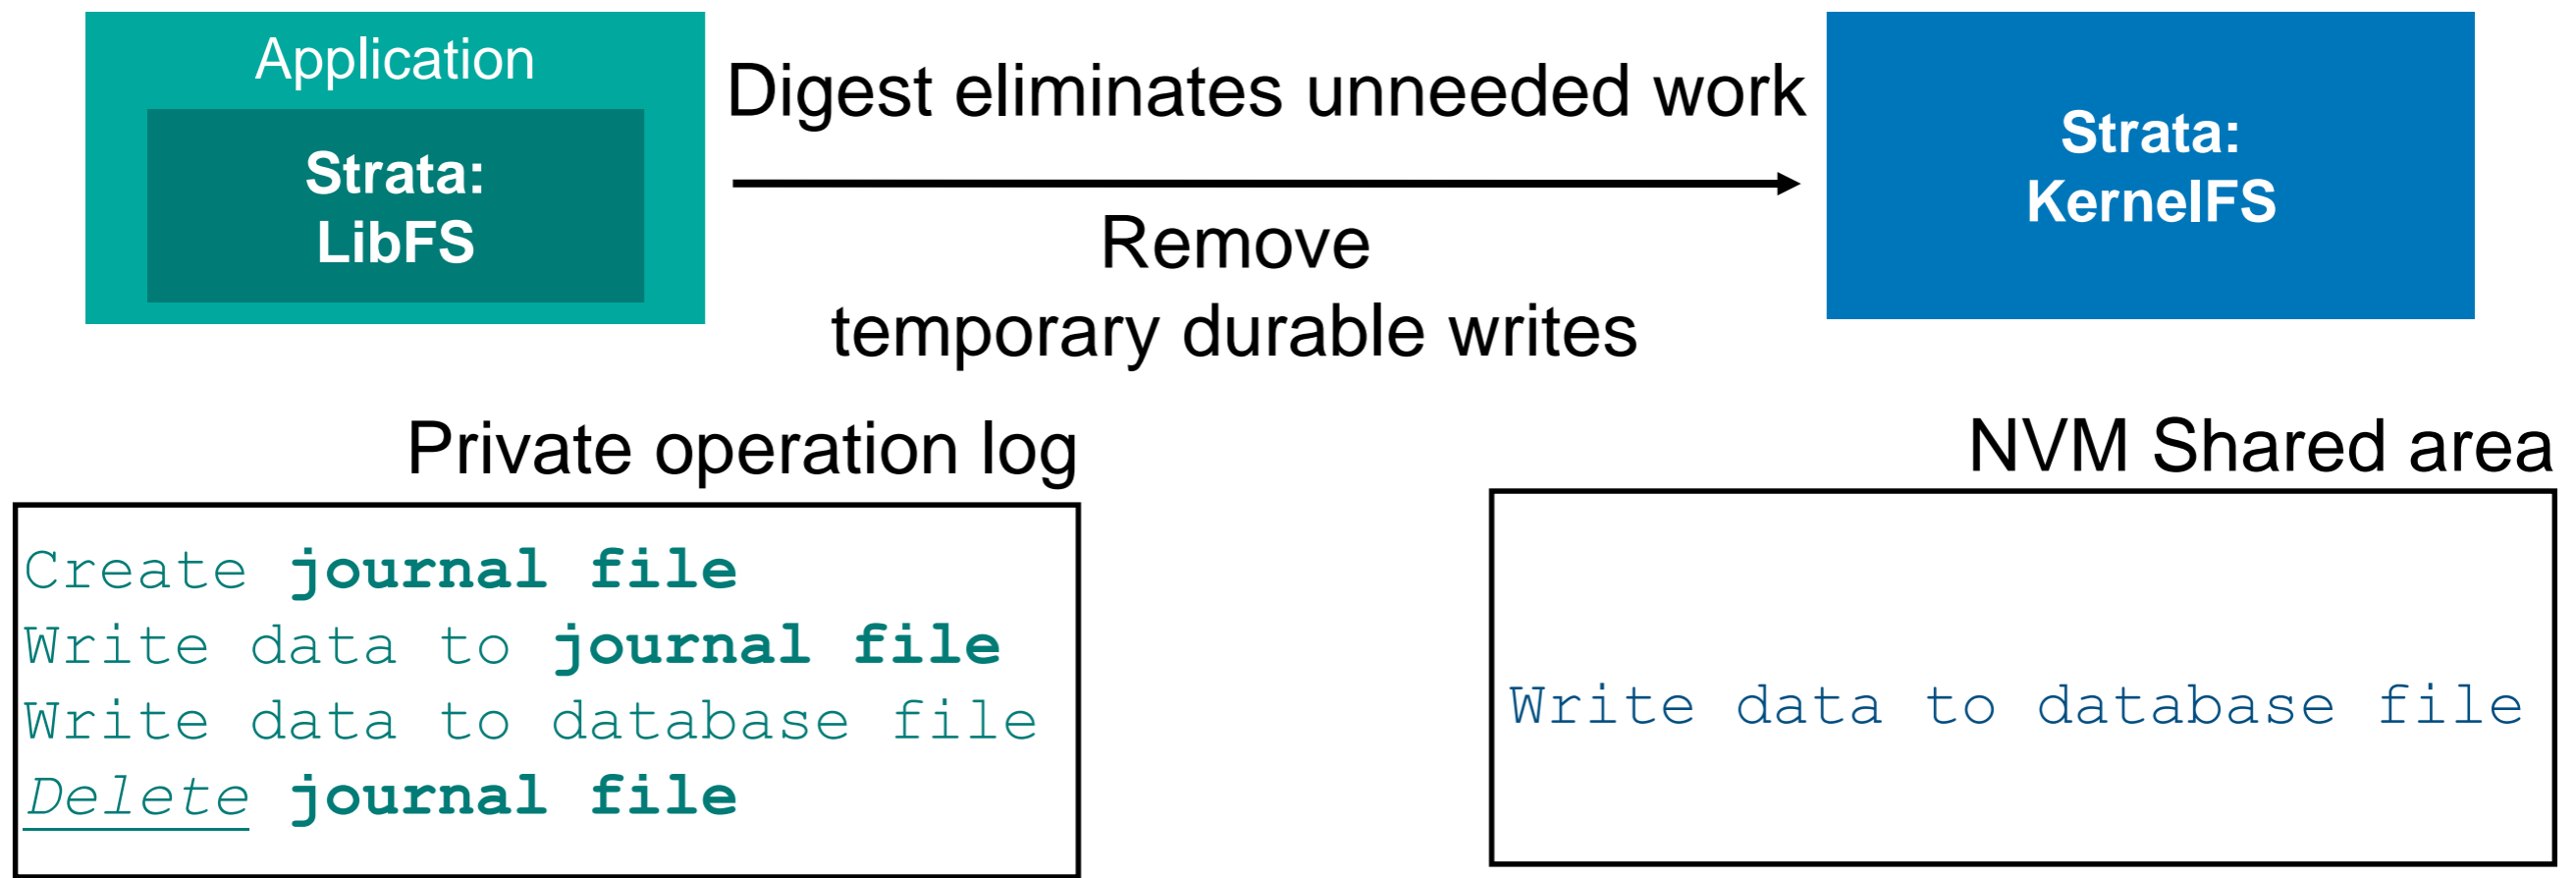 Application
Strata:
LibFS
Digest eliminates unneeded work
Remove
temporary durable writes
Strata:
KernelFS
Private operation log
Create journal file
Write data to journal file
Write data to database file
Delete journal file
NVM Shared area
Write data to database file